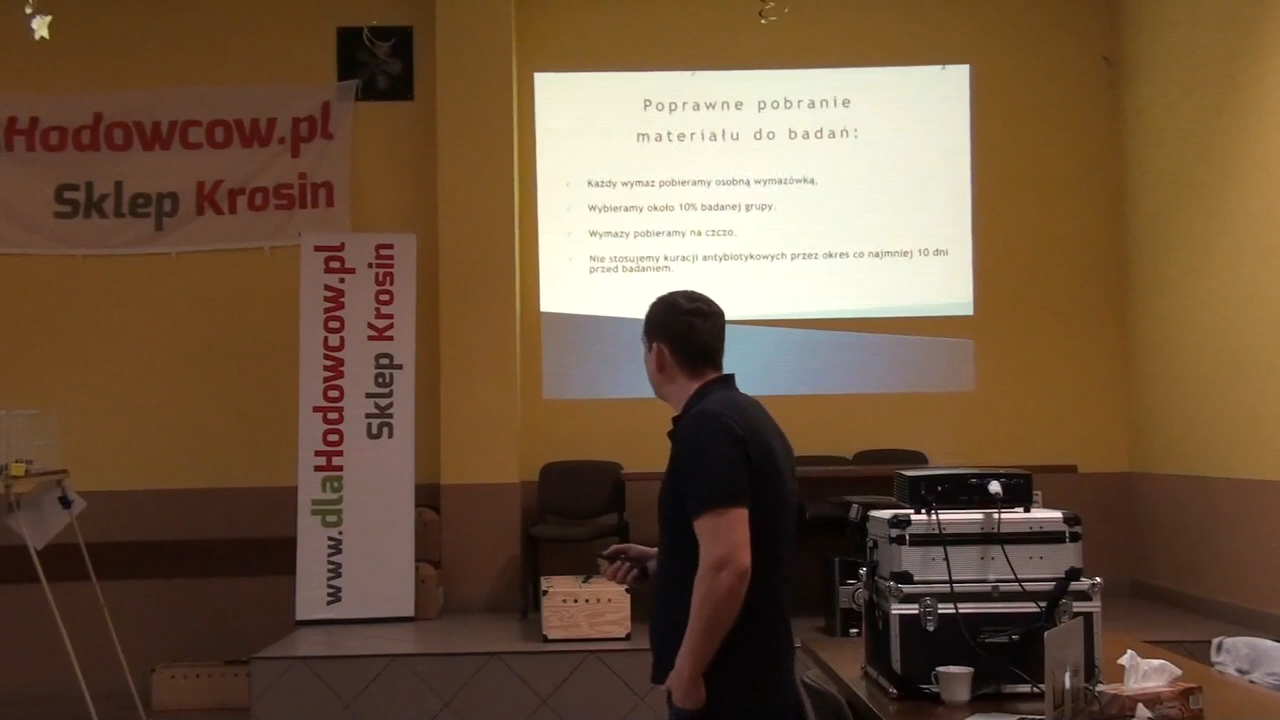 Hodowcow.pl
Sklep Krosin
www.dlaHodowcow.pl
Sklep Krosin
Poprawne pobranie
materiału do badań:
Każdy wymaz pobieramy osobną wymazówką.
Wybieramy około 10% badanej grupy.
Wymazy pobieramy na czczo.
Nie stosujemy kuracji antybiotykowych przez okres co najmniej 10 dni
przed badaniem.